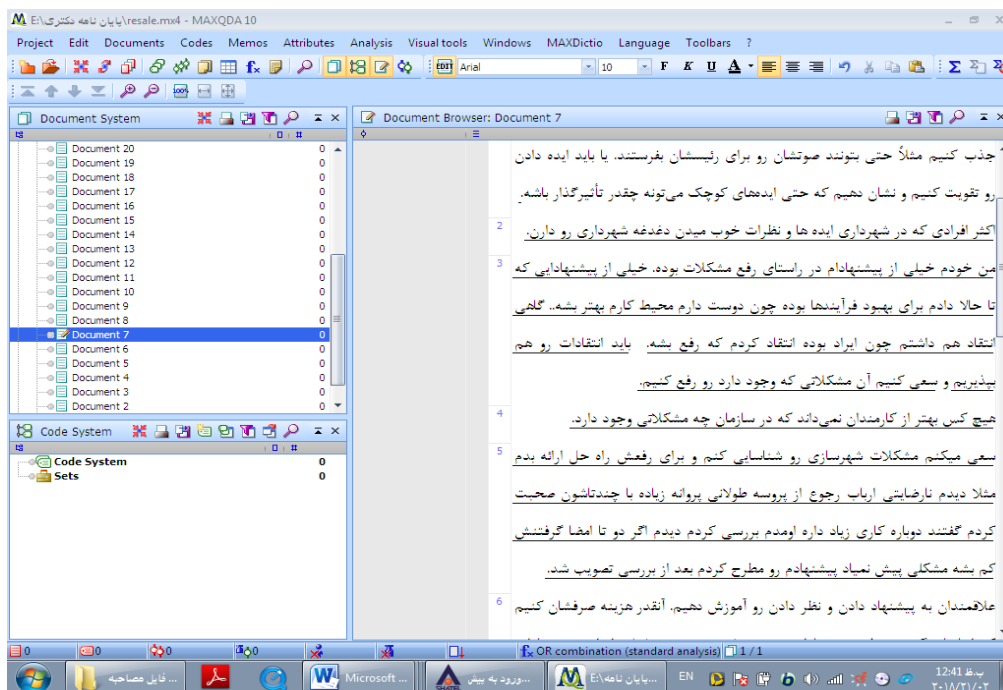 E:\پایان نامه دکتری\resale.mx4 - MAXQDA 10
Project Edit Documents Codes Memos Attributes Analysis Visual tools Windows MAXDictio Language Toolbars ?
EDIT Arial 10 F K U A
100%
Document System
Document 20 0
Document 19 0
Document 18 0
Document 17 0
Document 16 0
Document 15 0
Document 14 0
Document 13 0
Document 12 0
Document 11 0
Document 10 0
Document 9 0
Document 8 0
Document 7 0
Document 6 0
Document 5 0
Document 4 0
Document 3 0
Document 2 0
Code System
Code System 0
Sets 0
Document Browser: Document 7
جذب کنیم مثلاً حتی بتونند صوتشان رو برای رئیسشان بفرستند. یا باید ایده دادن
رو تقویت کنیم و نشان دهیم که حتی ایده‎های کوچک می‌تونه چقدر تأثیرگذار باشه.
2 اکثر افرادی که در شهرداری ایده ها و نظرات خوب میدن دغدغه شهرداری رو دارن.
3 من خودم خیلی از پیشنهادام در راستای رفع مشکلات بوده. خیلی از پیشنهادایی که
تا حالا دادم برای بهبود فرآیندها بوده چون دوست دارم محیط کارم بهتر بشه.. گاهی
انتقاد هم داشتم چون ایراد بوده انتقاد کردم که رفع بشه. باید انتقادات رو هم
بپذیریم و سعی کنیم آن مشکلاتی که وجود دارد رو رفع کنیم.
4 هیچ کس بهتر از کارمندان نمی‌داند که در سازمان چه مشکلاتی وجود دارد.
5 سعی میکنم مشکلات شهرسازی رو شناسایی کنم و برای رفعش راه حل ارائه بدم
مثلا دیدم نارضایتی ارباب رجوع از پروسه طولانی پروانه زیاده با چندتاشون صحبت
کردم گفتند دوباره کاری زیاد داره اومدم بررسی کردم دیدم اگر دو تا امضا گرفتنش
کم بشه مشکلی پیش نمیاد پیشنهادم رو مطرح کردم بعد از بررسی تصویب شد.
6 علاقمندان به پیشنهاد دادن و نظر دادن رو آموزش دهیم. آنقدر هزینه صرفشان کنیم
0 0 0 0 OR combination (standard analysis) 1 / 1
فایل مصاحبه ... Microsoft ... ورود به بیش... E:\پایان نامه... EN 12:41 ب.ظ
۲۰۱۸/۲۱/۰۲